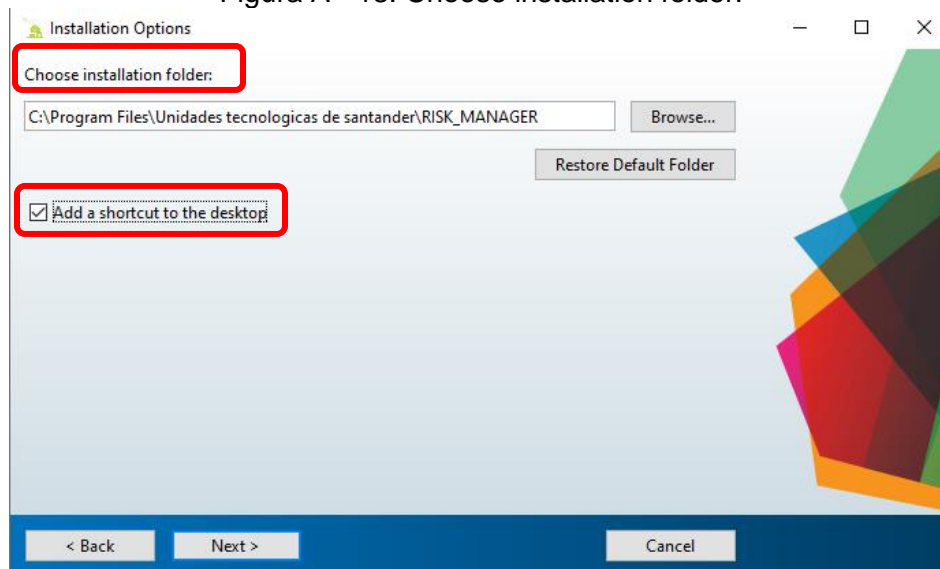 Installation Options
Choose installation folder:
C:\Program Files\Unidades tecnologicas de santander\RISK_MANAGER
Browse...
Restore Default Folder
Add a shortcut to the desktop
< Back
Next >
Cancel